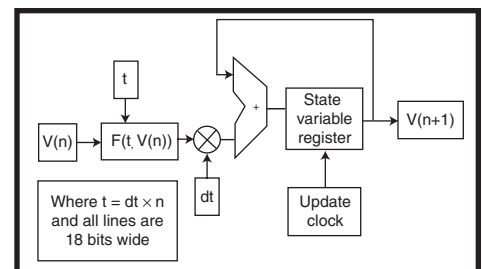 t
+
State
variable
register
V(n)
F(t, V(n))
V(n+1)
dt
Update
clock
Where t = dt × n
and all lines are
18 bits wide